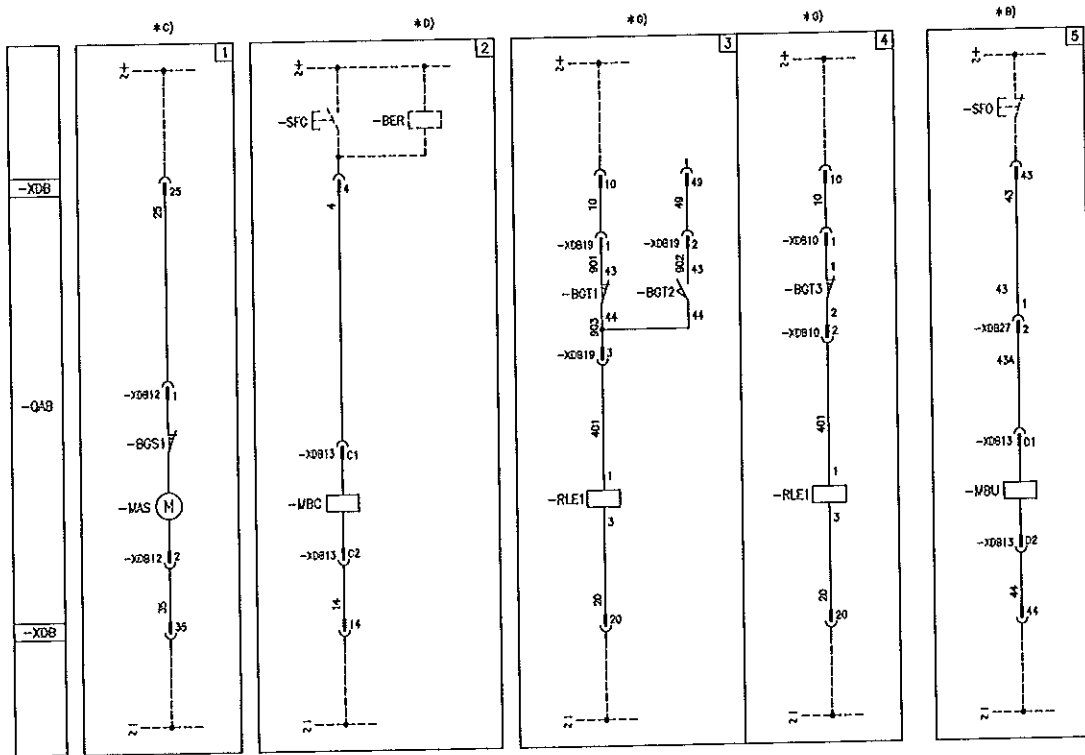 *C)
*D)
*G)
*G)
*B)
1
2
3
4
5
-XDB
-QAB
-XDB
25
25
-XDB12
1
-BGS1
-MAS
M
-XDB12
2
35
35
-SFC
-BER
4
4
-XDB13
C1
-MBC
-XDB13
C2
14
14
10
49
10
49
-XDB19
1
-XDB19
2
901
43
902
43
-BGT1
-BGT2
44
44
903
-XDB19
3
401
1
-RLE1
3
20
20
10
10
-XDB10
1
1
-BGT3
2
-XDB10
2
401
1
-RLE1
3
20
20
-SFO
43
43
43
1
-XDB27
2
43A
-XDB13
D1
-MBU
-XDB13
D2
44
44